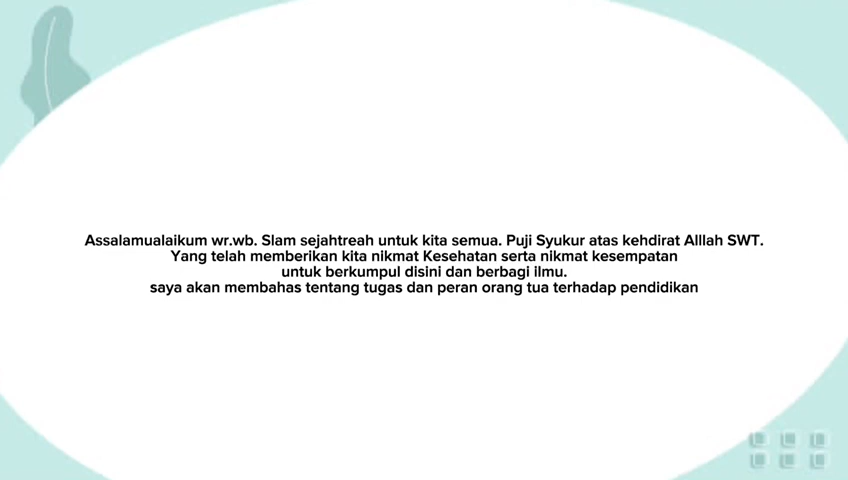 Assalamualaikum wr.wb. Slam sejahtreah untuk kita semua. Puji Syukur atas kehdirat Alllah SWT.
Yang telah memberikan kita nikmat Kesehatan serta nikmat kesempatan
untuk berkumpul disini dan berbagi ilmu.
saya akan membahas tentang tugas dan peran orang tua terhadap pendidikan